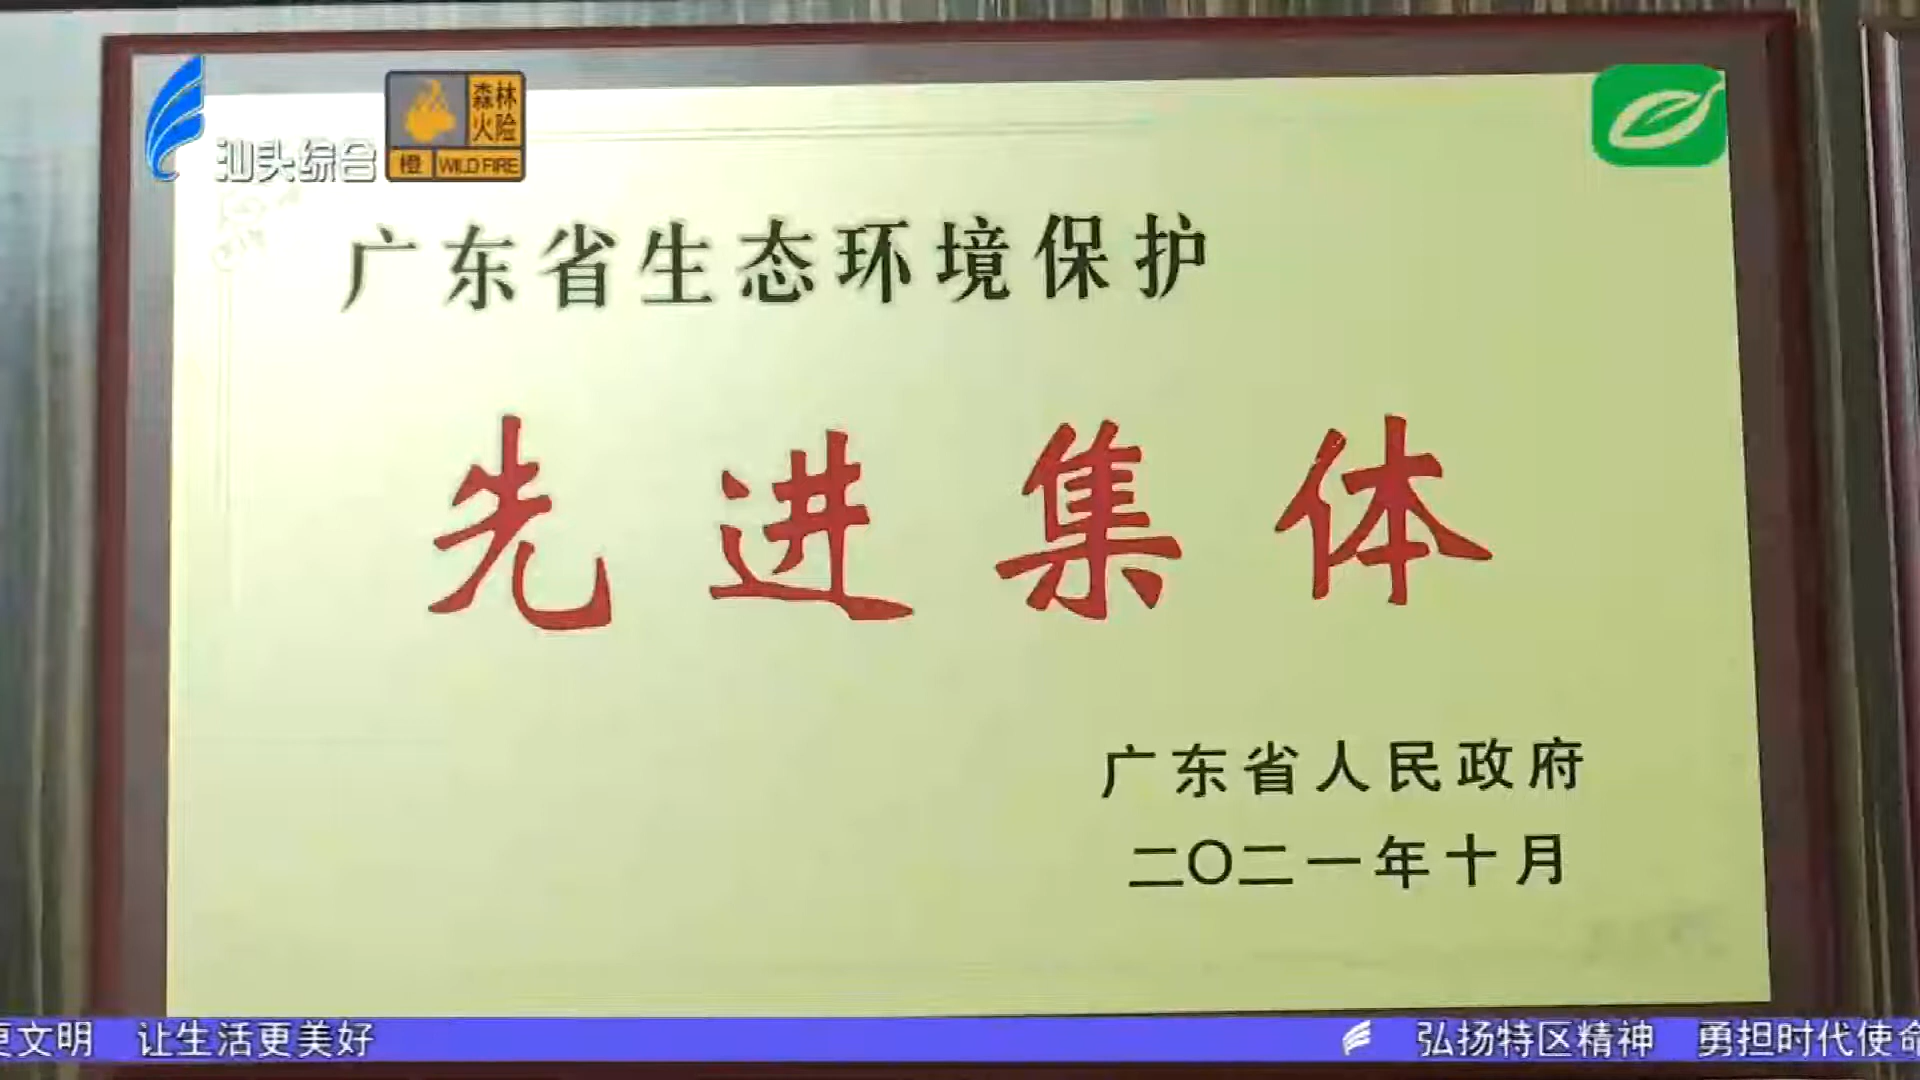 汕头综合
森林
火险
橙 WILD FIRE
广东省生态环境保护
先进集体
广东省人民政府
二〇二一年十月
更文明 让生活更美好 弘扬特区精神 勇担时代使命